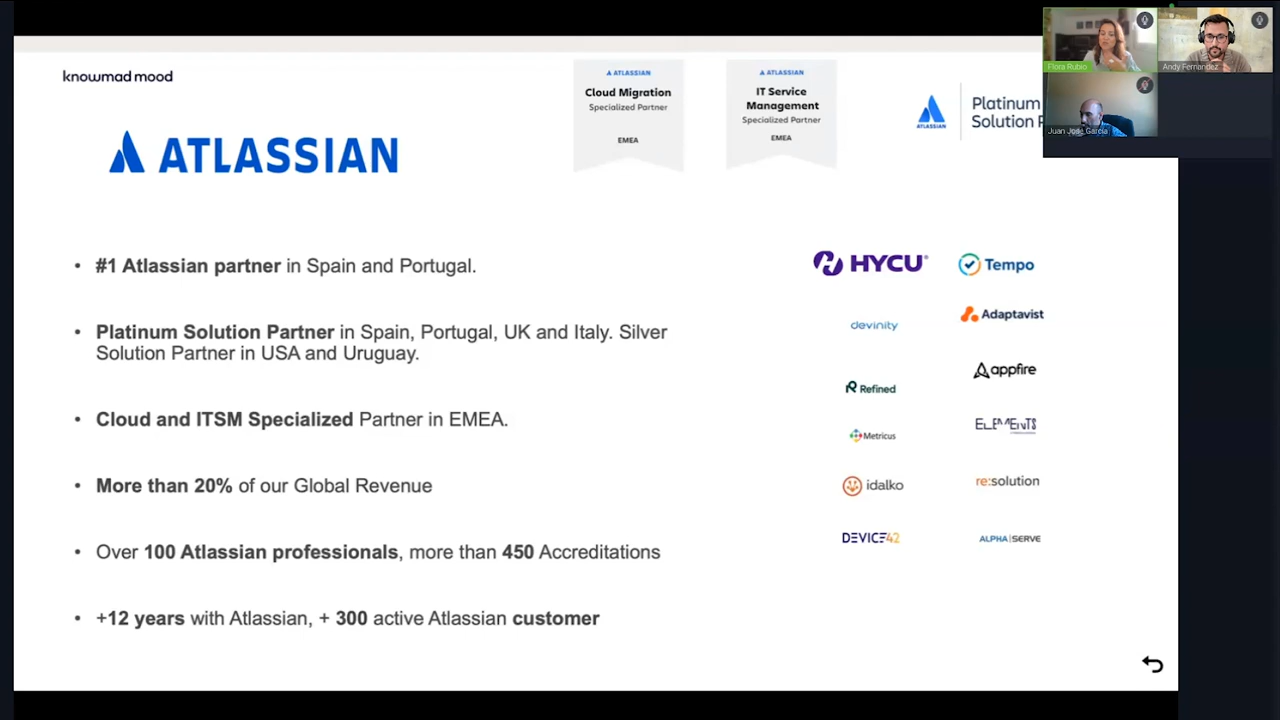 knowmad mood
ATLASSIAN
ATLASSIAN
Cloud Migration
Specialized Partner
EMEA
ATLASSIAN
IT Service
Management
Specialized Partner
EMEA
ATLASSIAN
Platinum
Solution
Flora Rubio
Andy Fernandez
Juan José García
• #1 Atlassian partner in Spain and Portugal.
• Platinum Solution Partner in Spain, Portugal, UK and Italy. Silver
Solution Partner in USA and Uruguay.
• Cloud and ITSM Specialized Partner in EMEA.
• More than 20% of our Global Revenue
• Over 100 Atlassian professionals, more than 450 Accreditations
• +12 years with Atlassian, + 300 active Atlassian customer
HYCU®
Tempo
devinity
Adaptavist
Refined
appfire
Metricus
ELEMENTS
idalko
re:solution
DEVICE42
ALPHA|SERVE